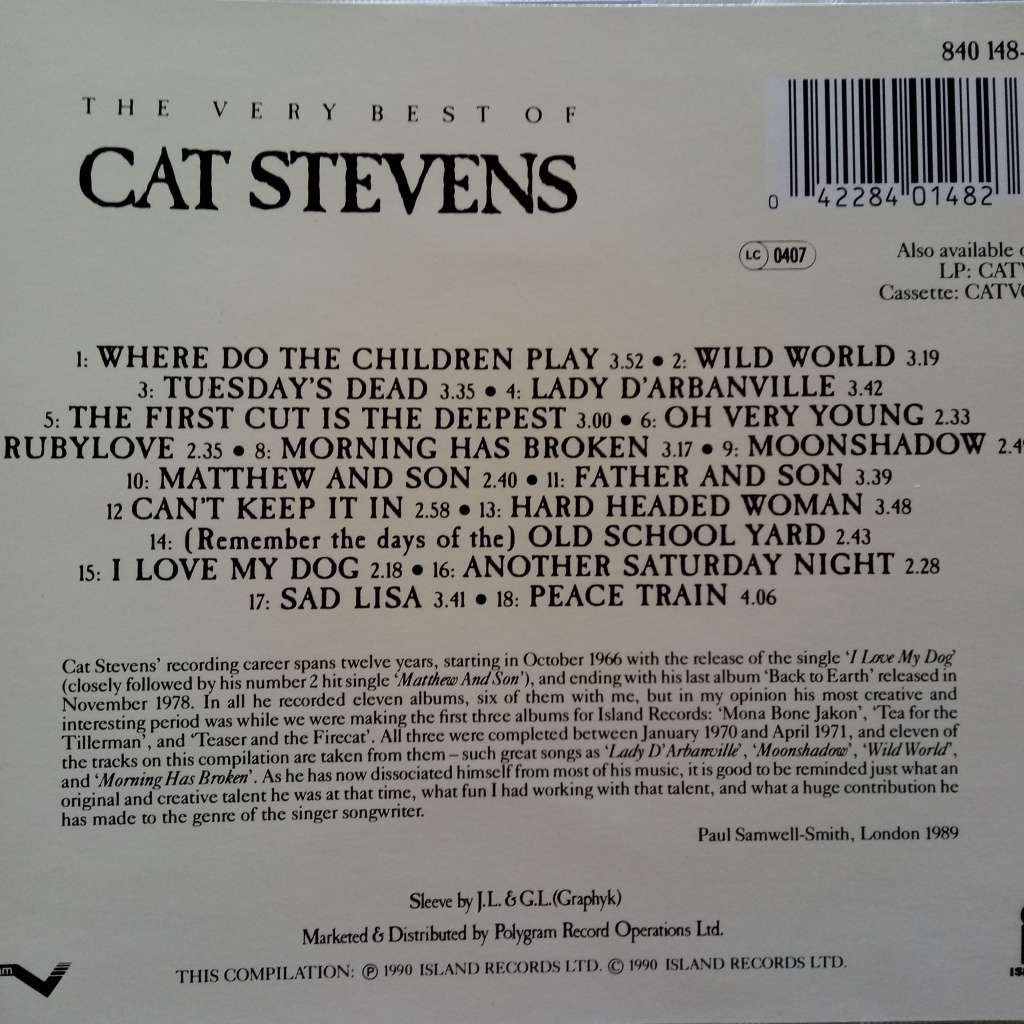 840 148-
THE VERY BEST OF
CAT STEVENS
0 42284 01482
LC 0407
Also available
LP: CATV
Cassette: CATV
1: WHERE DO THE CHILDREN PLAY 3.52 • 2: WILD WORLD 3.19
3: TUESDAY'S DEAD 3.35 • 4: LADY D'ARBANVILLE 3.42
5: THE FIRST CUT IS THE DEEPEST 3.00 • 6: OH VERY YOUNG 2.33
RUBYLOVE 2.35 • 8: MORNING HAS BROKEN 3.17 • 9: MOONSHADOW 2.4
10: MATTHEW AND SON 2.40 • 11: FATHER AND SON 3.39
12 CAN'T KEEP IT IN 2.58 • 13: HARD HEADED WOMAN 3.48
14: (Remember the days of the) OLD SCHOOL YARD 2.43
15: I LOVE MY DOG 2.18 • 16: ANOTHER SATURDAY NIGHT 2.28
17: SAD LISA 3.41 • 18: PEACE TRAIN 4.06
Cat Stevens' recording career spans twelve years, starting in October 1966 with the release of the single 'I Love My Dog'
(closely followed by his number 2 hit single 'Matthew And Son'), and ending with his last album 'Back to Earth' released in
November 1978. In all he recorded eleven albums, six of them with me, but in my opinion his most creative and
interesting period was while we were making the first three albums for Island Records: 'Mona Bone Jakon', 'Tea for the
Tillerman', and 'Teaser and the Firecat'. All three were completed between January 1970 and April 1971, and eleven of
the tracks on this compilation are taken from them – such great songs as 'Lady D'Arbanville', 'Moonshadow', 'Wild World',
and 'Morning Has Broken'. As he has now dissociated himself from most of his music, it is good to be reminded just what an
original and creative talent he was at that time, what fun I had working with that talent, and what a huge contribution he
has made to the genre of the singer songwriter.
Paul Samwell-Smith, London 1989
Sleeve by J.L. & G.L.(Graphyk)
Marketed & Distributed by Polygram Record Operations Ltd.
THIS COMPILATION: ℗ 1990 ISLAND RECORDS LTD. © 1990 ISLAND RECORDS LTD.